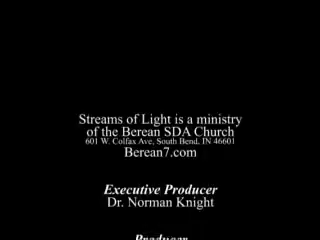 Streams of Light is a ministry
of the Berean SDA Church
601 W. Colfax Ave, South Bend, IN 46601
Berean7.com
Executive Producer
Dr. Norman Knight
Producer